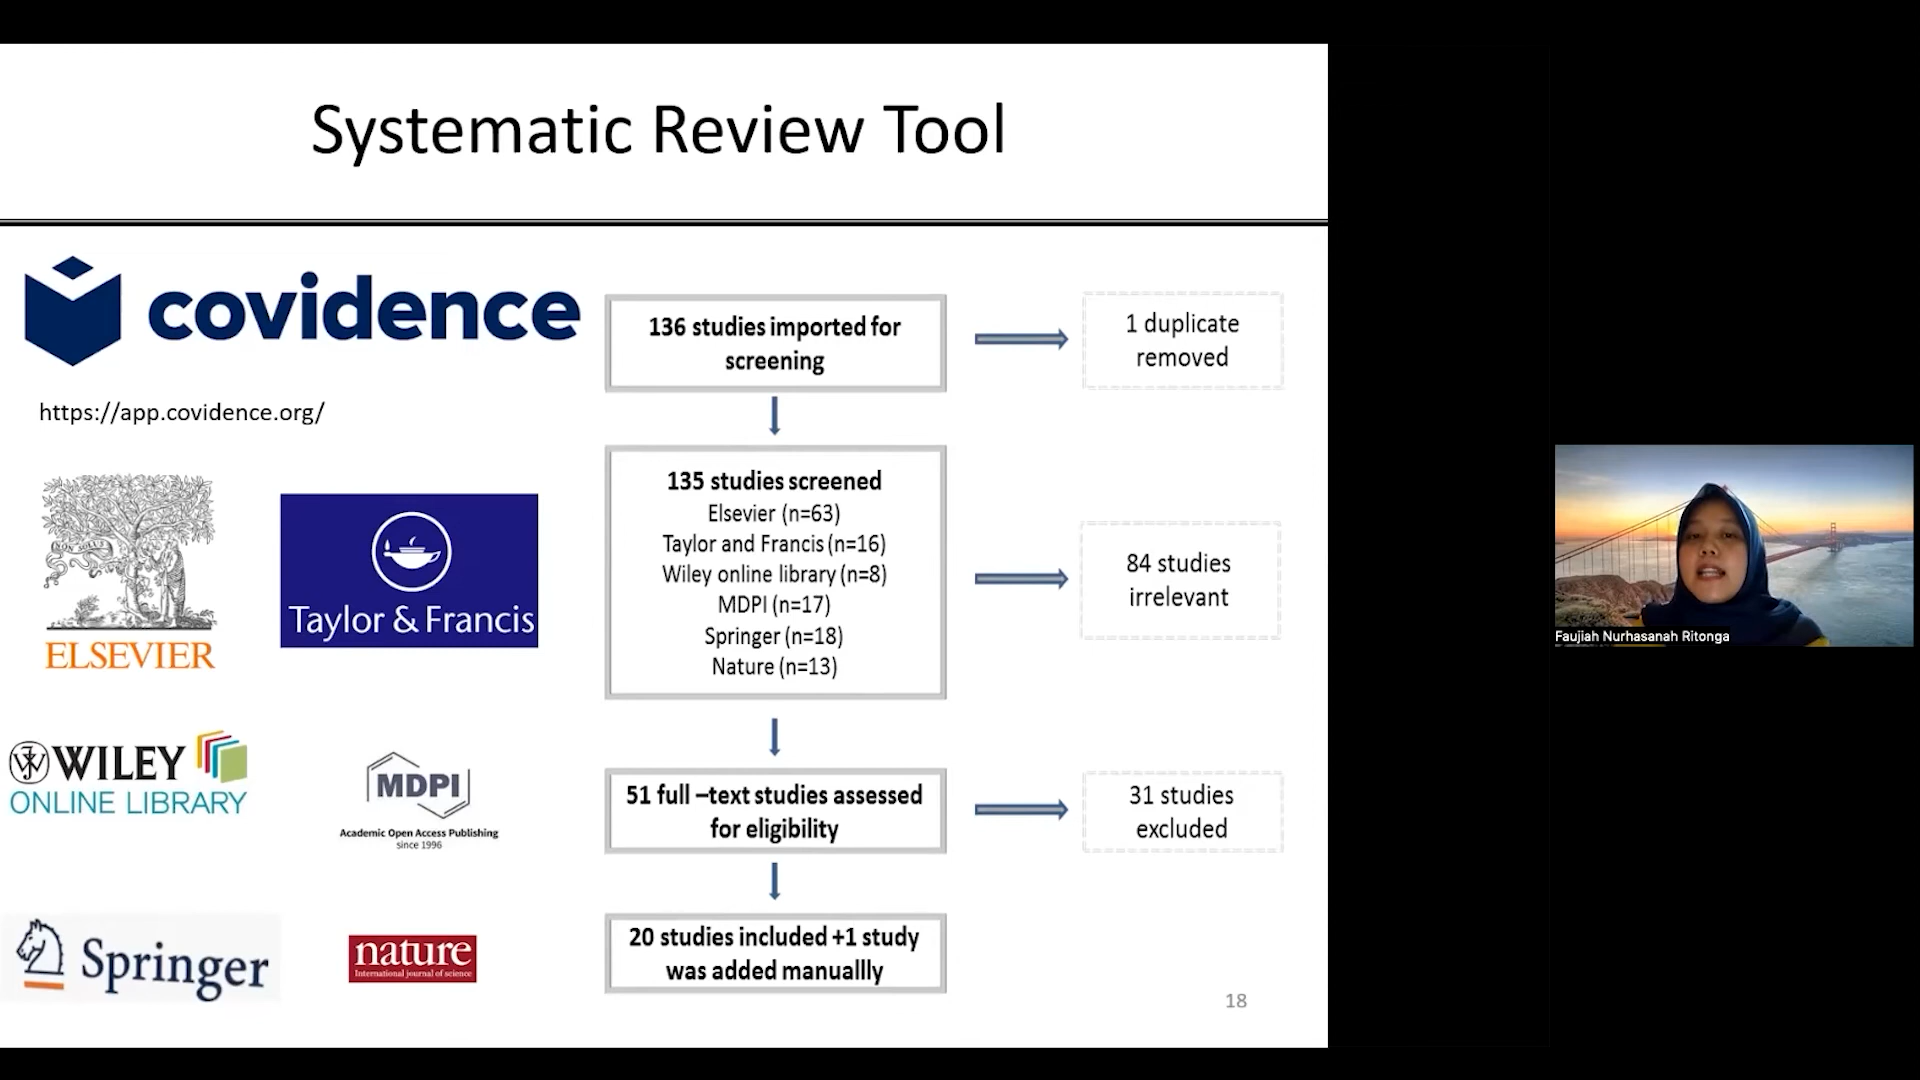 Systematic Review Tool
covidence
https://app.covidence.org/
NON SOLUS
ELSEVIER
Taylor & Francis
WILEY
ONLINE LIBRARY
MDPI
Academic Open Access Publishing
since 1996
Springer
nature
International journal of science
136 studies imported for
screening
1 duplicate
removed
135 studies screened
Elsevier (n=63)
Taylor and Francis (n=16)
Wiley online library (n=8)
MDPI (n=17)
Springer (n=18)
Nature (n=13)
84 studies
irrelevant
51 full –text studies assessed
for eligibility
31 studies
excluded
20 studies included +1 study
was added manuallly
18
Faujiah Nurhasanah Ritonga